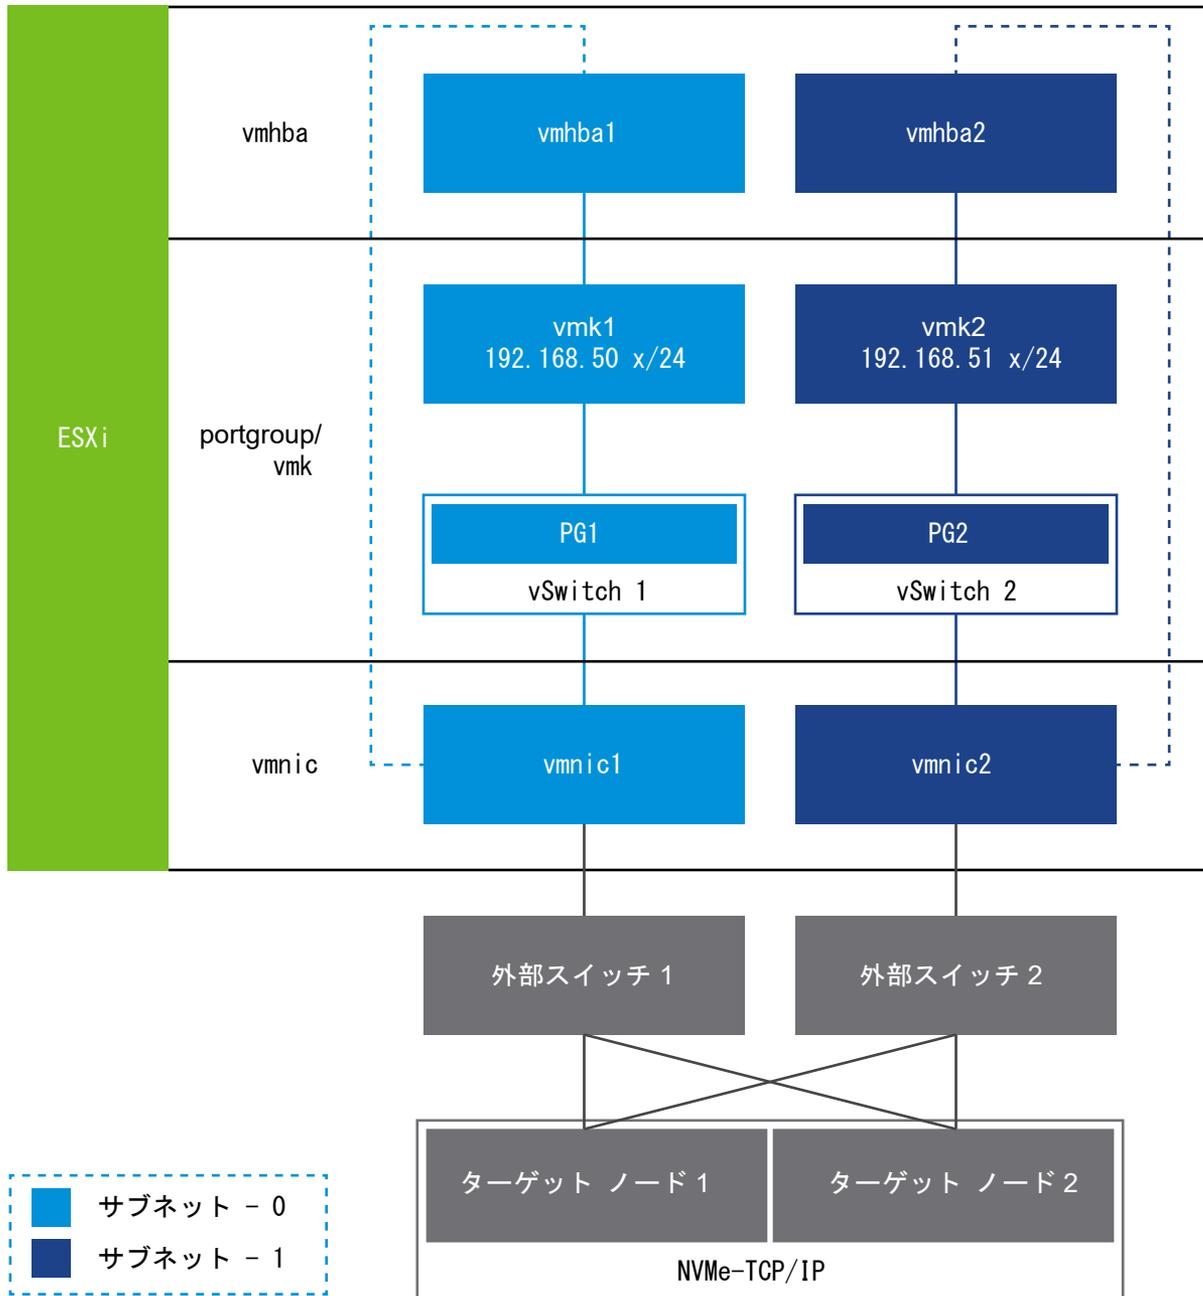 ESXi
vmhba
vmhba1
vmhba2
portgroup/
vmk
vmk1
192.168.50 x/24
vmk2
192.168.51 x/24
PG1
vSwitch 1
PG2
vSwitch 2
vmnic
vmnic1
vmnic2
外部スイッチ 1
外部スイッチ 2
ターゲット ノード 1
ターゲット ノード 2
NVMe-TCP/IP
サブネット - 0
サブネット - 1